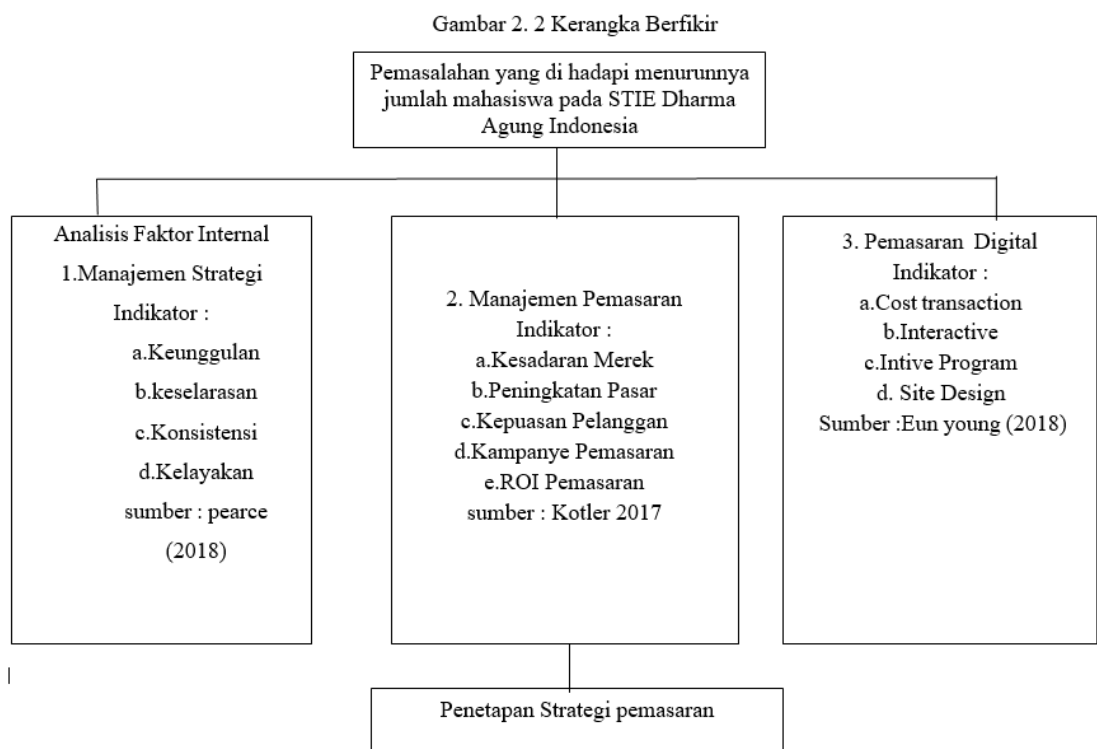 Gambar 2. 2 Kerangka Berfikir
Pemasalahan yang di hadapi menurunnya
jumlah mahasiswa pada STIE Dharma
Agung Indonesia
Analisis Faktor Internal
1.Manajemen Strategi
Indikator :
a.Keunggulan
b.keselarasan
c.Konsistensi
d.Kelayakan
sumber : pearce
(2018)
2. Manajemen Pemasaran
Indikator :
a.Kesadaran Merek
b.Peningkatan Pasar
c.Kepuasan Pelanggan
d.Kampanye Pemasaran
e.ROI Pemasaran
sumber : Kotler 2017
3. Pemasaran  Digital
Indikator :
a.Cost transaction
b.Interactive
c.Intive Program
d. Site Design
Sumber :Eun young (2018)
Penetapan Strategi pemasaran